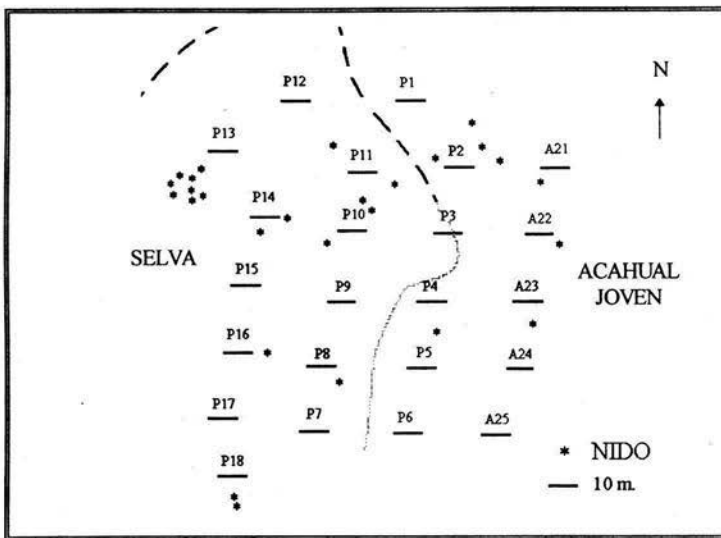 P12 P1
N
P13
P11 P2 A21
P14
P10 P3 A22
SELVA
ACAHUAL
JOVEN
P15
P9 P4 A23
P16
P8 P5 A24
P17
P7 P6 A25
* NIDO
P18
10 m.